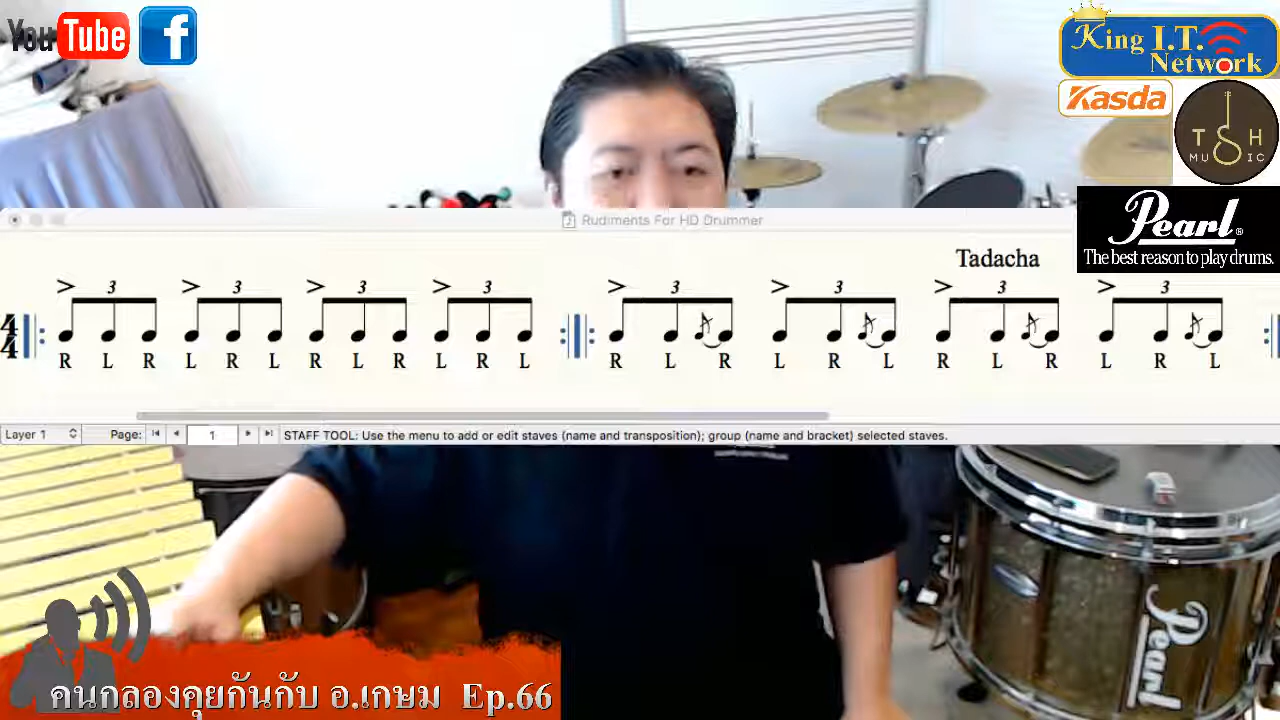 YouTube f
King I.T.
Network
Kasda
T S H
MUSIC
Pearl®
The best reason to play drums.
Rudiments For HD Drummer
Tadacha
> 3 > 3 > 3 > 3 > 3 > 3 > 3 > 3
4/4
R L R L R L R L R L R L R L R L R L R L R L R L
Layer 1 Page: 1 STAFF TOOL: Use the menu to add or edit staves (name and transposition); group (name and bracket) selected staves.
Pearl
คนกลองคุยกันกับ อ.เกษม Ep.66